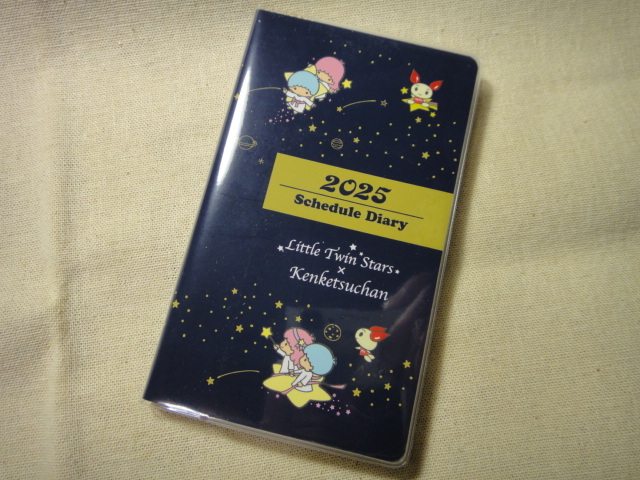 2025
Schedule Diary
Little Twin Stars
×
Kenketsuchan